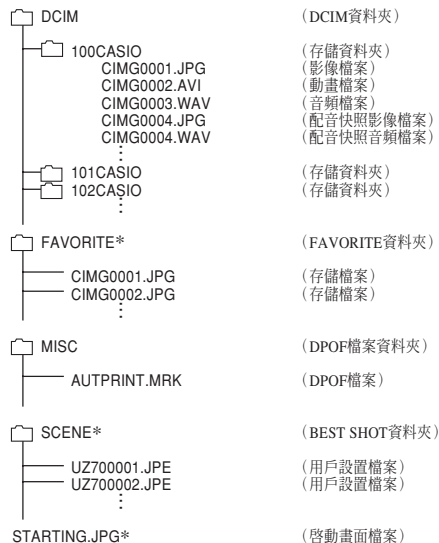 DCIM （DCIM資料夾）
100CASIO （存儲資料夾）
CIMG0001.JPG （影像檔案）
CIMG0002.AVI （動畫檔案）
CIMG0003.WAV （音頻檔案）
CIMG0004.JPG （配音快照影像檔案）
CIMG0004.WAV （配音快照音頻檔案）
101CASIO （存儲資料夾）
102CASIO （存儲資料夾）
FAVORITE* （FAVORITE資料夾）
CIMG0001.JPG （存儲檔案）
CIMG0002.JPG （存儲檔案）
MISC （DPOF檔案資料夾）
AUTPRINT.MRK （DPOF檔案）
SCENE* （BEST SHOT資料夾）
UZ700001.JPE （用戶設置檔案）
UZ700002.JPE （用戶設置檔案）
STARTING.JPG* （啓動畫面檔案）